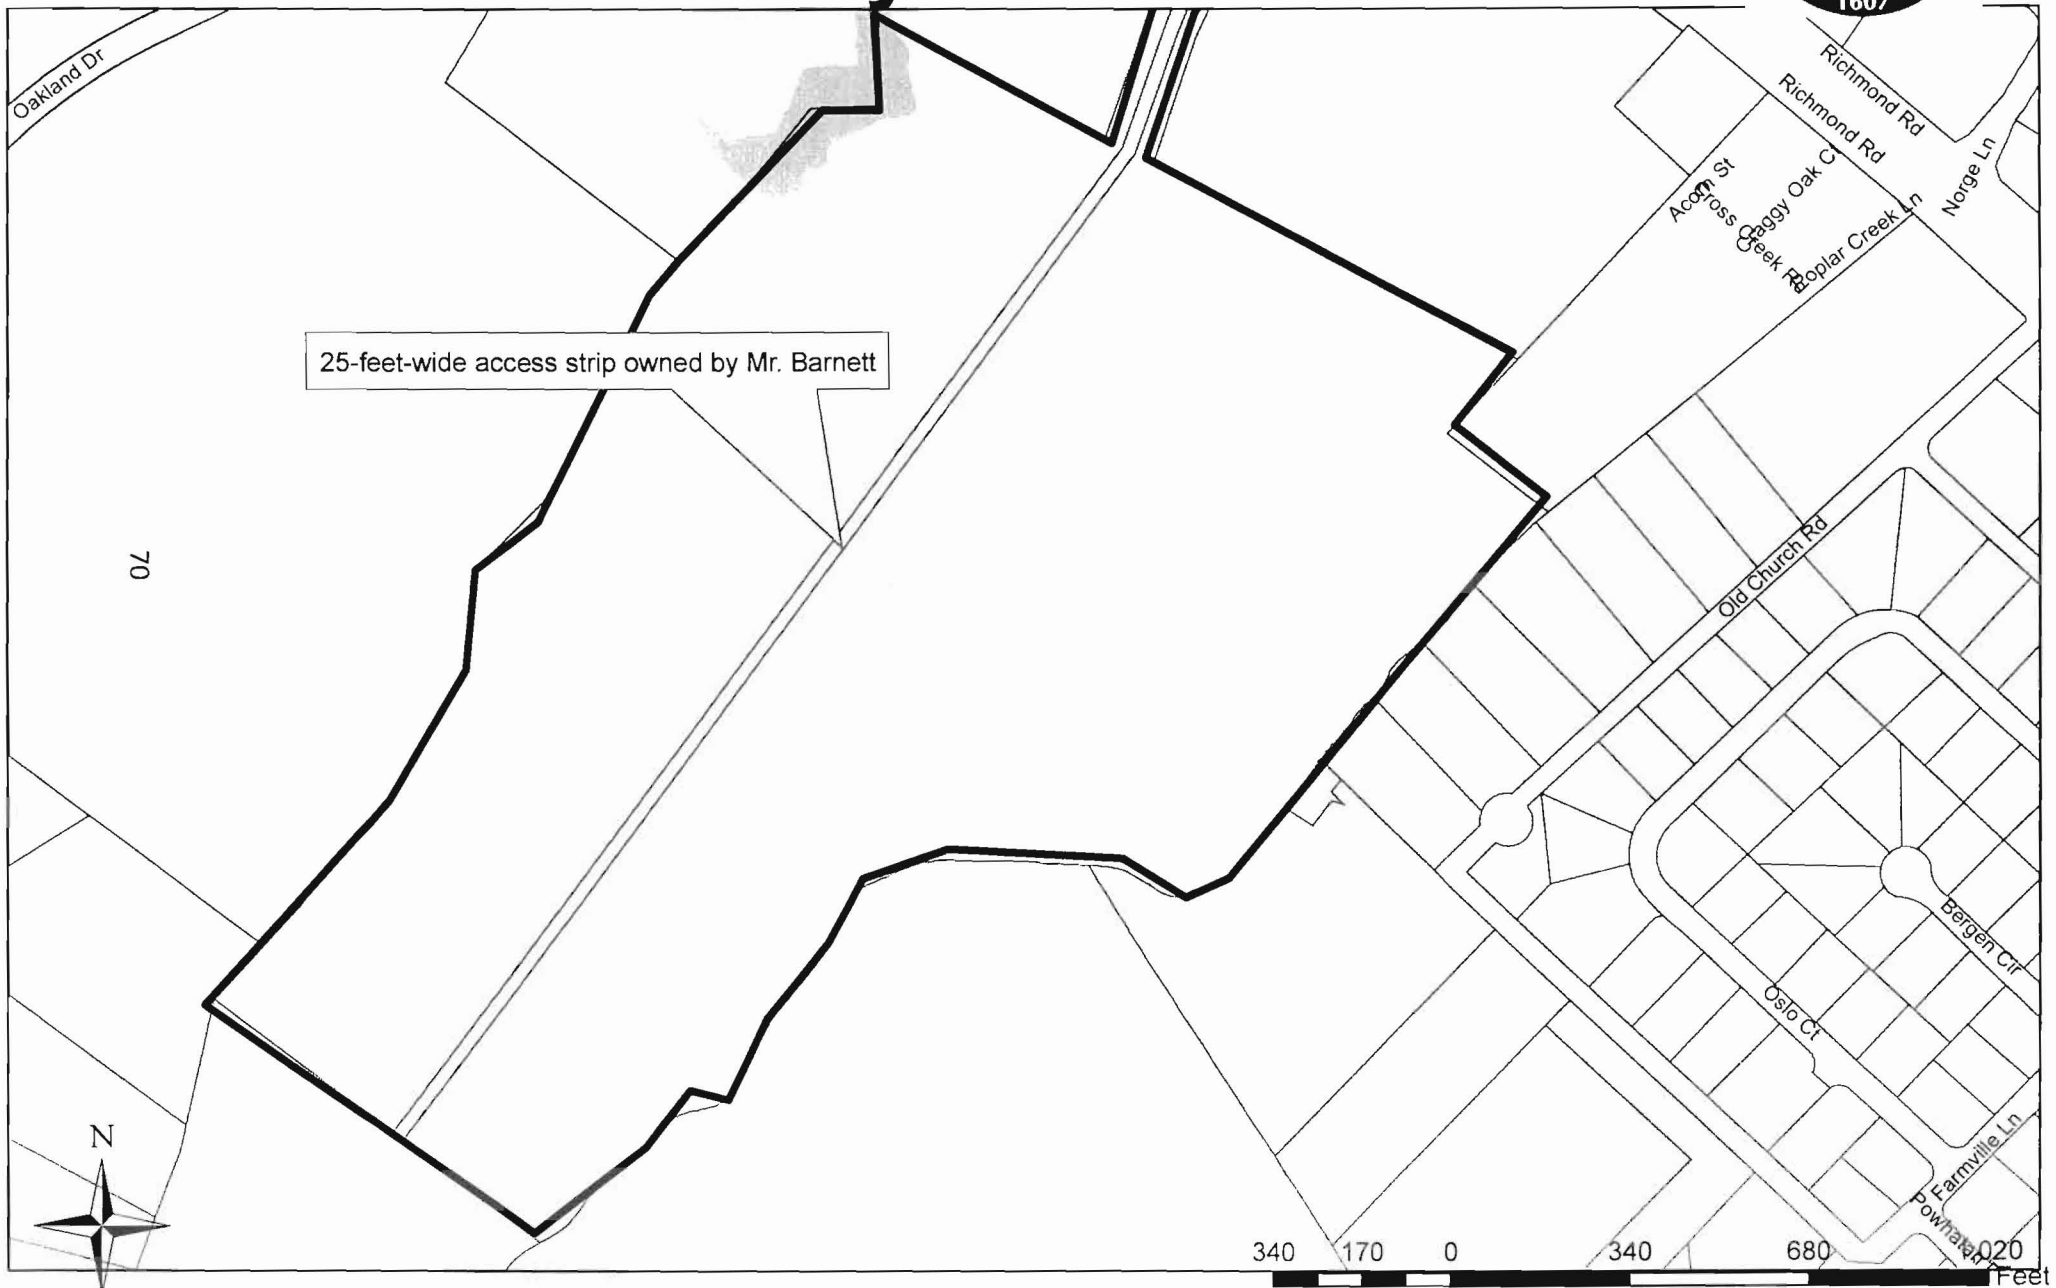 1607
Oakland Dr
Richmond Rd
Richmond Rd
Norge Ln
Acorn St
Cross Creek Rd
Craggy Oak Ct
Poplar Creek Ln
25-feet-wide access strip owned by Mr. Barnett
70
Old Church Rd
Bergen Cir
Oslo Ct
Farmville Ln
N
340 170 0 340 680 1,020
Feet